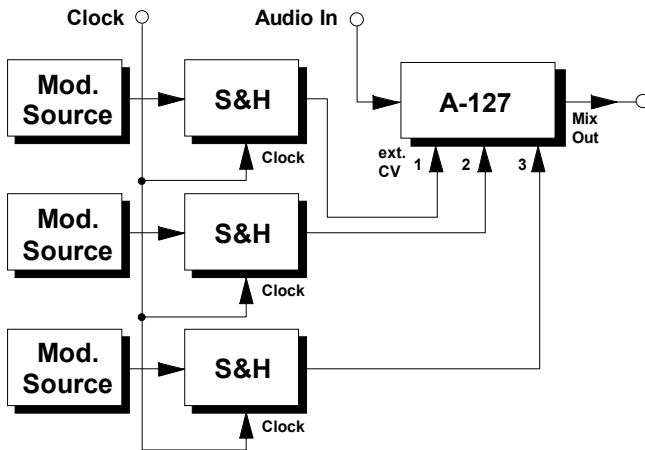 Clock
Audio In
Mod.
Source
S&H
Clock
A-127
Mix
Out
ext.
CV
1
2
3
Mod.
Source
S&H
Clock
Mod.
Source
S&H
Clock